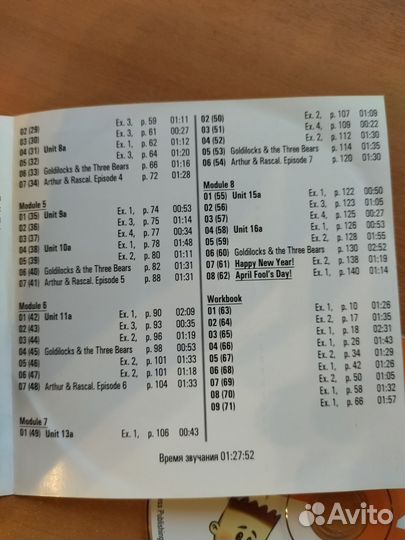 02 (29) Ex. 3, p. 59 01:11
03 (30) Ex. 3, p. 61 00:27
04 (31) Unit 8a Ex. 1, p. 62 01:12
05 (32) Ex. 3, p. 64 01:20
06 (33) Goldilocks & the Three Bears p. 66 01:16
07 (34) Arthur & Rascal. Episode 4 p. 72 01:28
Module 5
01 (35) Unit 9a Ex. 1, p. 74 00:53
02 (36) Ex. 3, p. 75 01:14
03 (37) Ex. 4, p. 77 00:34
04 (38) Unit 10a Ex. 1, p. 78 01:48
05 (39) Ex. 2, p. 80 01:11
06 (40) Goldilocks & the Three Bears p. 82 01:31
07 (41) Arthur & Rascal. Episode 5 p. 88 01:31
Module 6
01 (42) Unit 11a Ex. 1, p. 90 02:09
02 (43) Ex. 3, p. 93 00:35
03 (44) Ex. 2, p. 94 01:19
04 (45) Goldilocks & the Three Bears p. 98 00:53
05 (46) Ex. 2, p. 101 01:33
06 (47) Ex. 2, p. 101 01:18
07 (48) Arthur & Rascal. Episode 6 p. 104 01:33
Module 7
01 (49) Unit 13a Ex. 1, p. 106 00:43
02 (50) Ex. 2, p. 107 01:09
03 (51) Ex. 4, p. 109 00:22
04 (52) Ex. 2, p. 112 01:30
05 (53) Goldilocks & the Three Bears p. 114 01:35
06 (54) Arthur & Rascal. Episode 7 p. 120 01:30
Module 8
01 (55) Unit 15a Ex. 1, p. 122 00:50
02 (56) Ex. 3, p. 123 01:05
03 (57) Ex. 4, p. 125 00:27
04 (58) Unit 16a Ex. 1, p. 126 00:53
05 (59) Ex. 2, p. 128 01:55
06 (60) Goldilocks & the Three Bears p. 130 02:52
07 (61) Happy New Year! Ex. 2, p. 138 01:19
08 (62) April Fool's Day! Ex. 1, p. 140 01:14
Workbook
01 (63) Ex. 1, p. 10 01:26
02 (64) Ex. 1, p. 17 01:35
03 (65) Ex. 1, p. 18 02:31
04 (66) Ex. 1, p. 26 01:43
05 (67) Ex. 2, p. 34 01:29
06 (68) Ex. 1, p. 42 01:26
07 (69) Ex. 2, p. 50 01:05
08 (70) Ex. 1, p. 58 01:32
09 (71) Ex. 1, p. 66 01:57
Время звучания 01:27:52
Avito